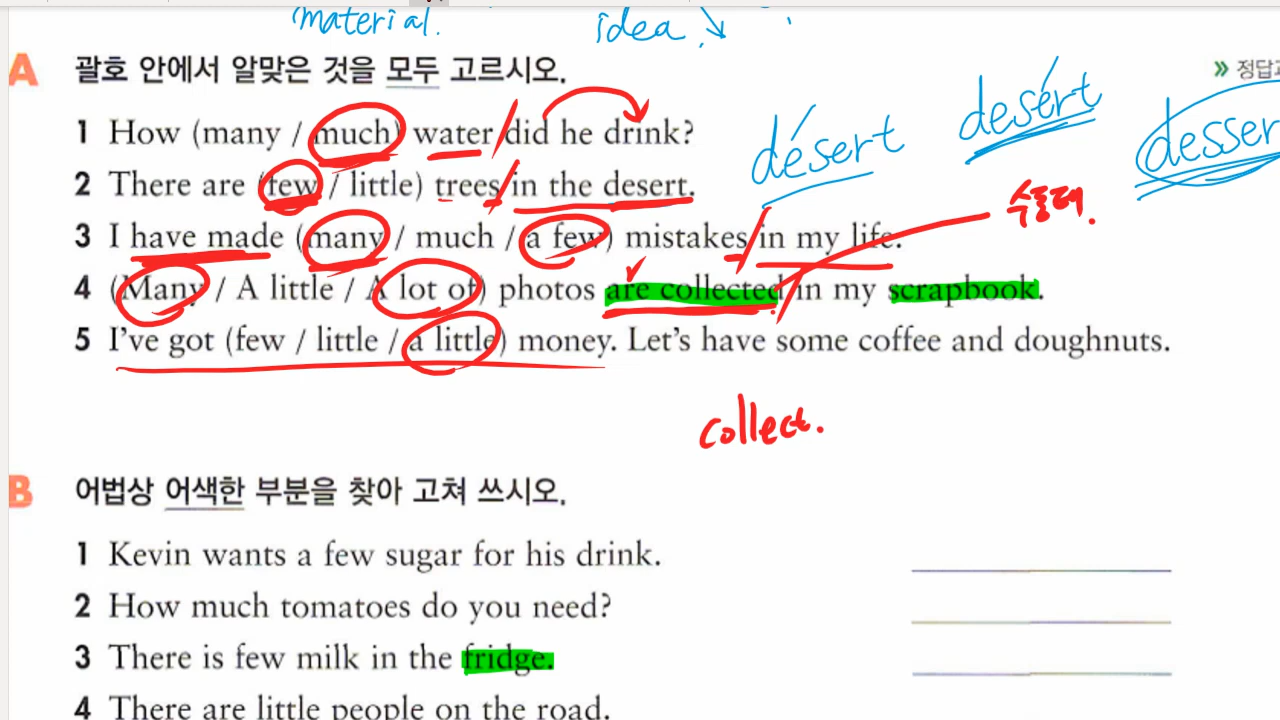 material.
idea
A 괄호 안에서 알맞은 것을 모두 고르시오.
» 정답
1 How (many / much) water / did he drink?
désert
desért
desser
2 There are (few / little) trees / in the desert.
수동태.
3 I have made (many / much / a few) mistakes / in my life.
4 (Many / A little / A lot of) photos are collected in my scrapbook.
5 I've got (few / little / a little) money. Let's have some coffee and doughnuts.
collect.
B 어법상 어색한 부분을 찾아 고쳐 쓰시오.
1 Kevin wants a few sugar for his drink.
2 How much tomatoes do you need?
3 There is few milk in the fridge.
4 There are little people on the road.